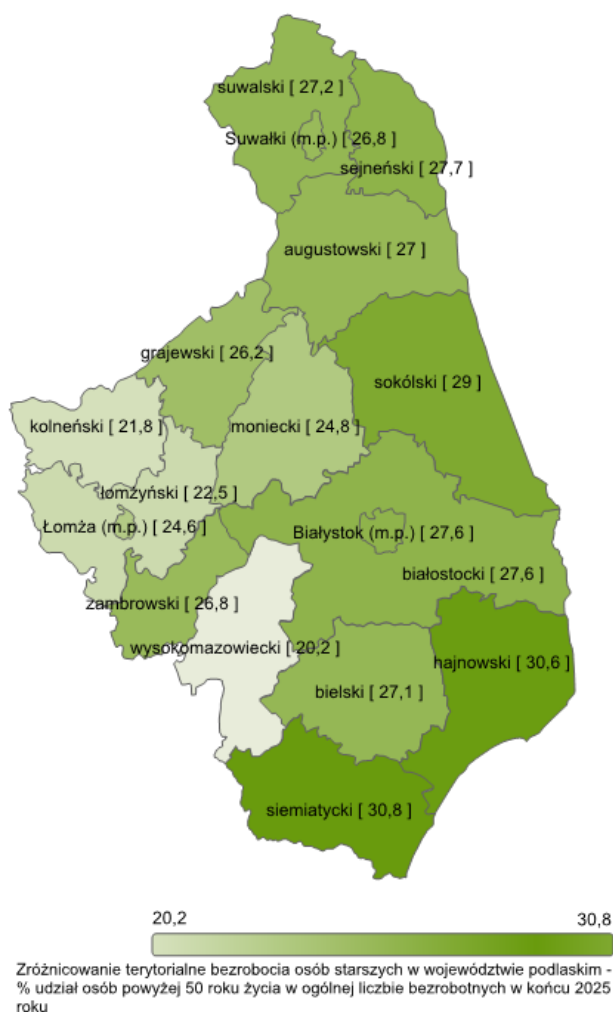 suwalski [ 27,2 ]
Suwałki (m.p.) [ 26,8 ]
sejneński [ 27,7 ]
augustowski [ 27 ]
grajewski [ 26,2 ]
sokólski [ 29 ]
kolneński [ 21,8 ]
moniecki [ 24,8 ]
łomżyński [ 22,5 ]
Łomża (m.p.) [ 24,6 ]
Białystok (m.p.) [ 27,6 ]
białostocki [ 27,6 ]
zambrowski [ 26,8 ]
wysokomazowiecki [ 20,2 ]
hajnowski [ 30,6 ]
bielski [ 27,1 ]
siemiatycki [ 30,8 ]
20,2
30,8
Zróżnicowanie terytorialne bezrobocia osób starszych w województwie podlaskim -
% udział osób powyżej 50 roku życia w ogólnej liczbie bezrobotnych w końcu 2025
roku